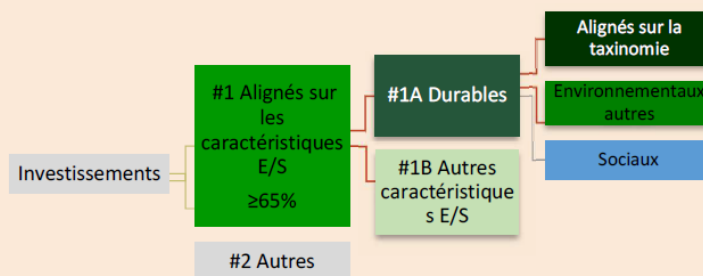 Investissements
#1 Alignés sur
les
caractéristiques
E/S
≥65%
#2 Autres
#1A Durables
#1B Autres
caractéristique
s E/S
Alignés sur la
taxinomie
Environnementaux
autres
Sociaux